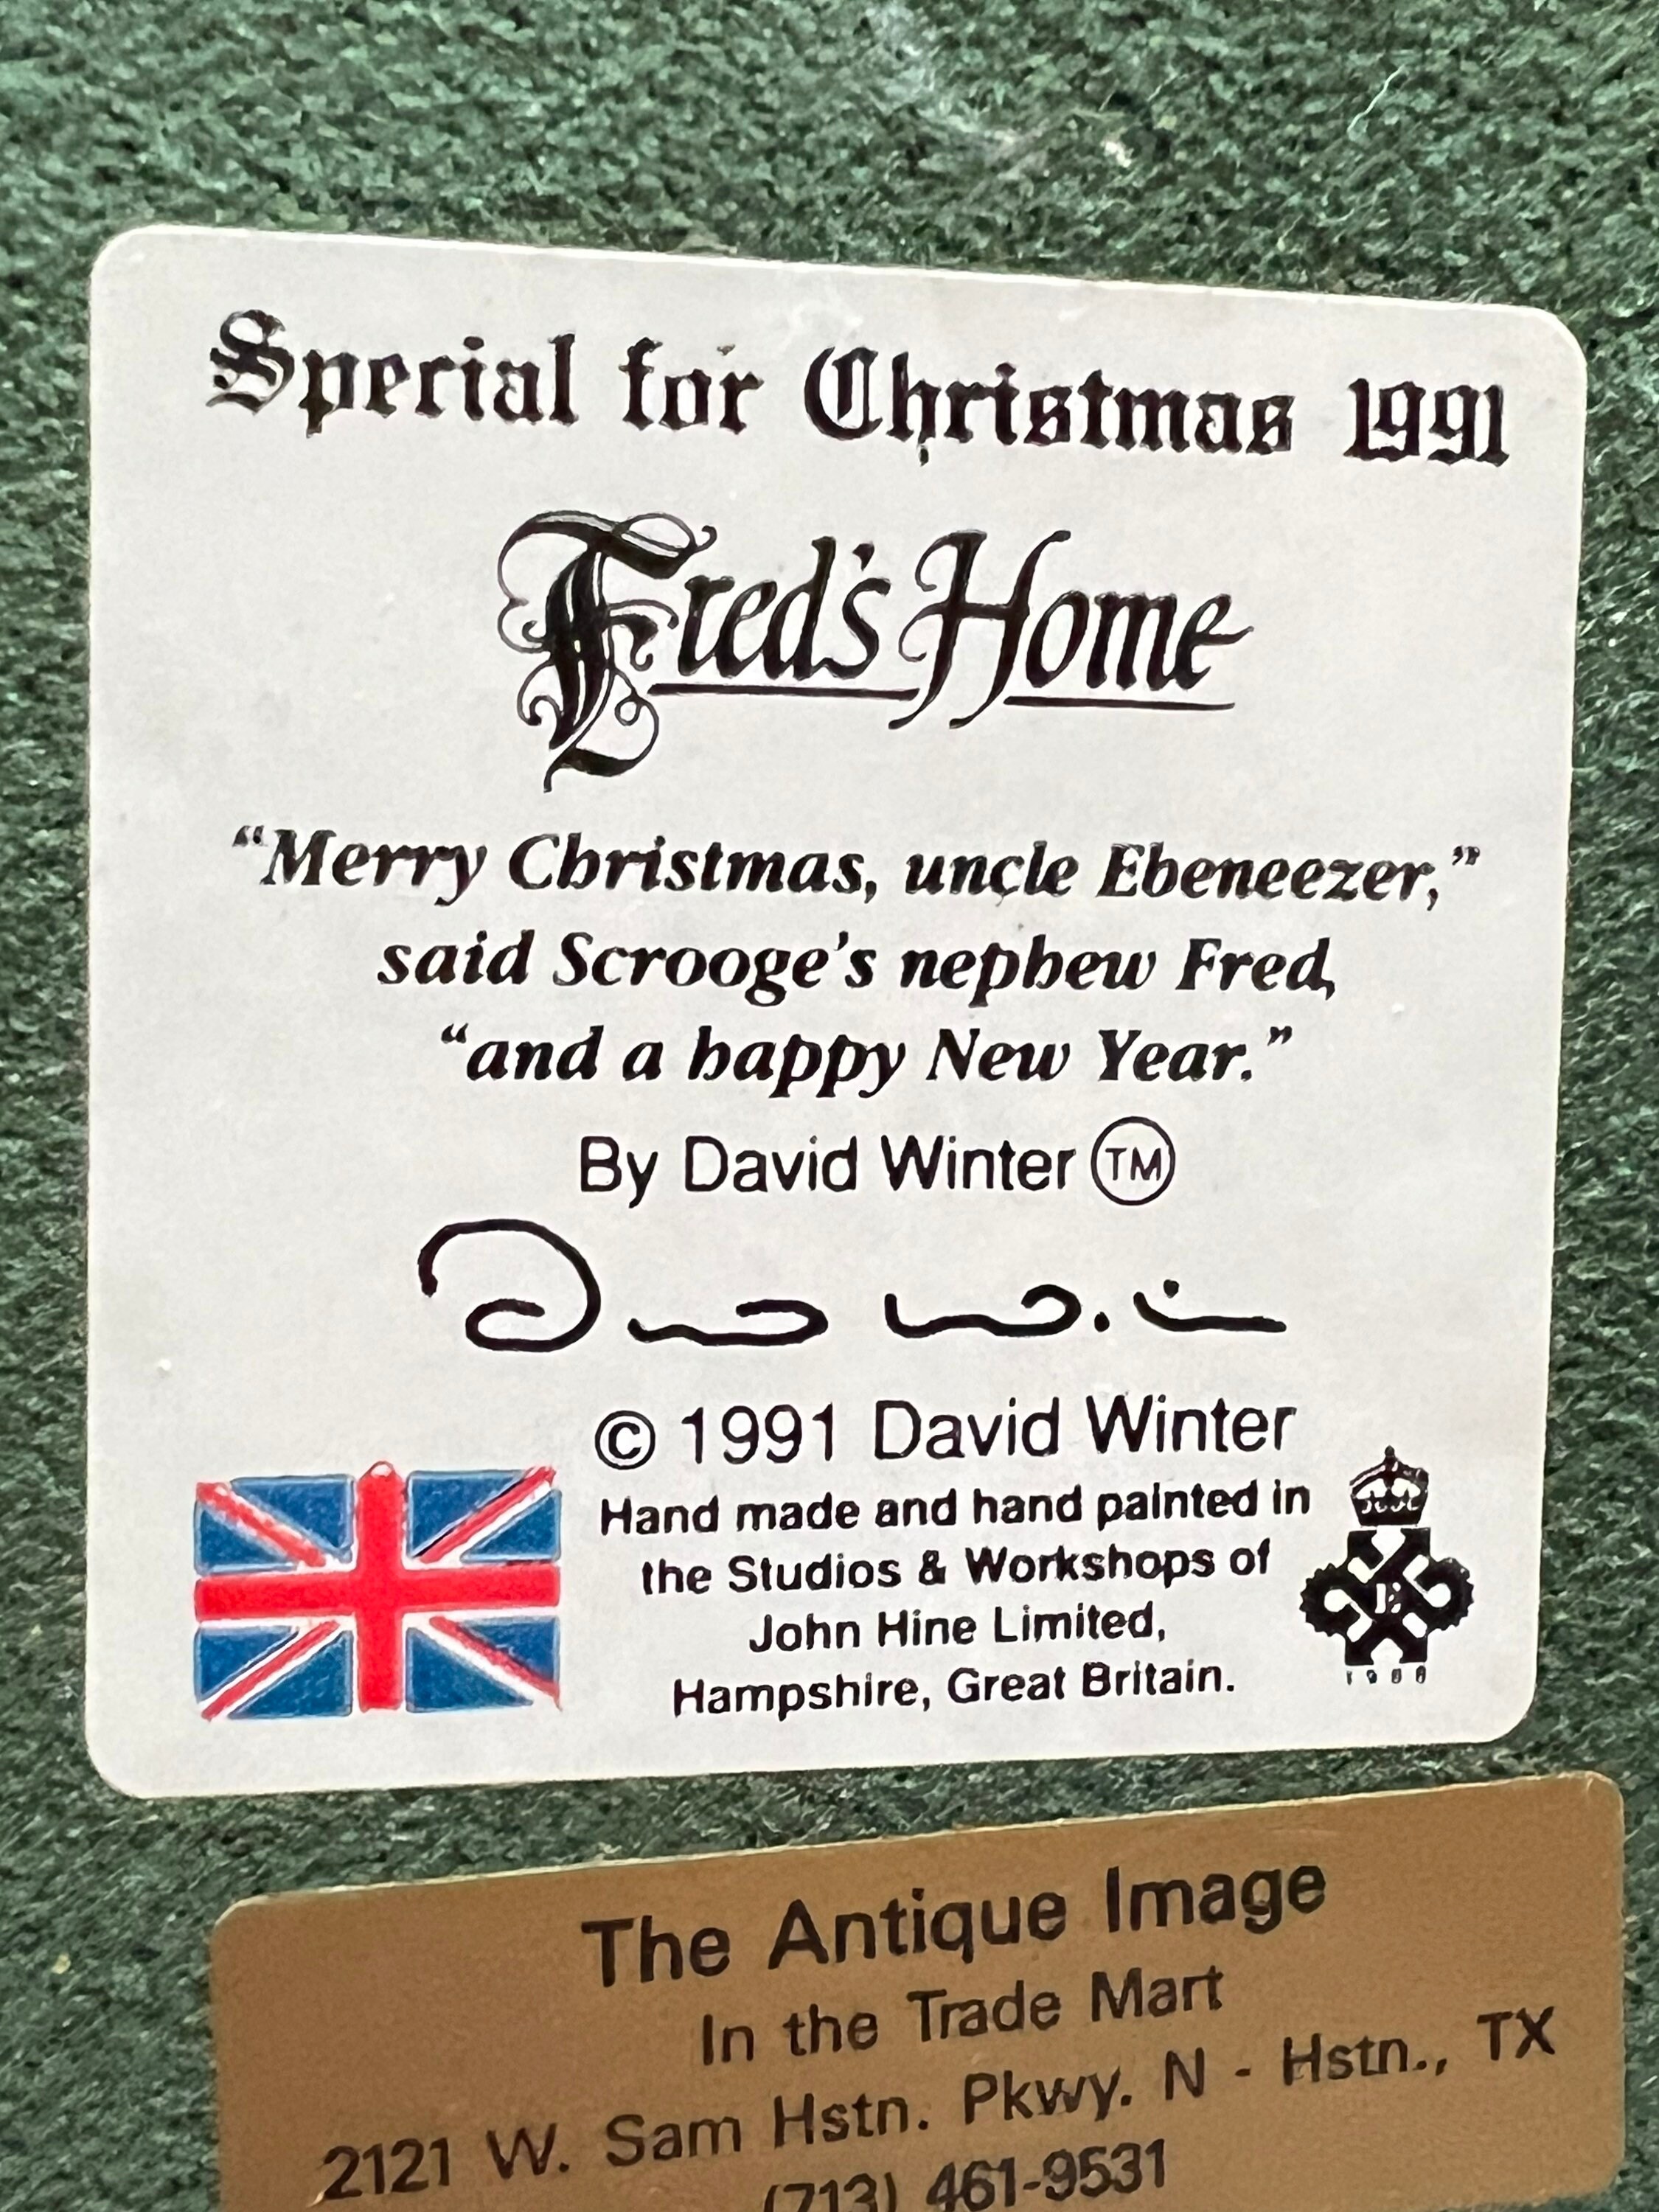 Special for Christmas 1991
Fred's Home
“Merry Christmas, uncle Ebeneezer,”
said Scrooge's nephew Fred,
“and a happy New Year.”
By David Winter TM
© 1991 David Winter
Hand made and hand painted in
the Studios & Workshops of
John Hine Limited,
Hampshire, Great Britain.
The Antique Image
In the Trade Mart
2121 W. Sam Hstn. Pkwy. N - Hstn., TX
(713) 461-9531